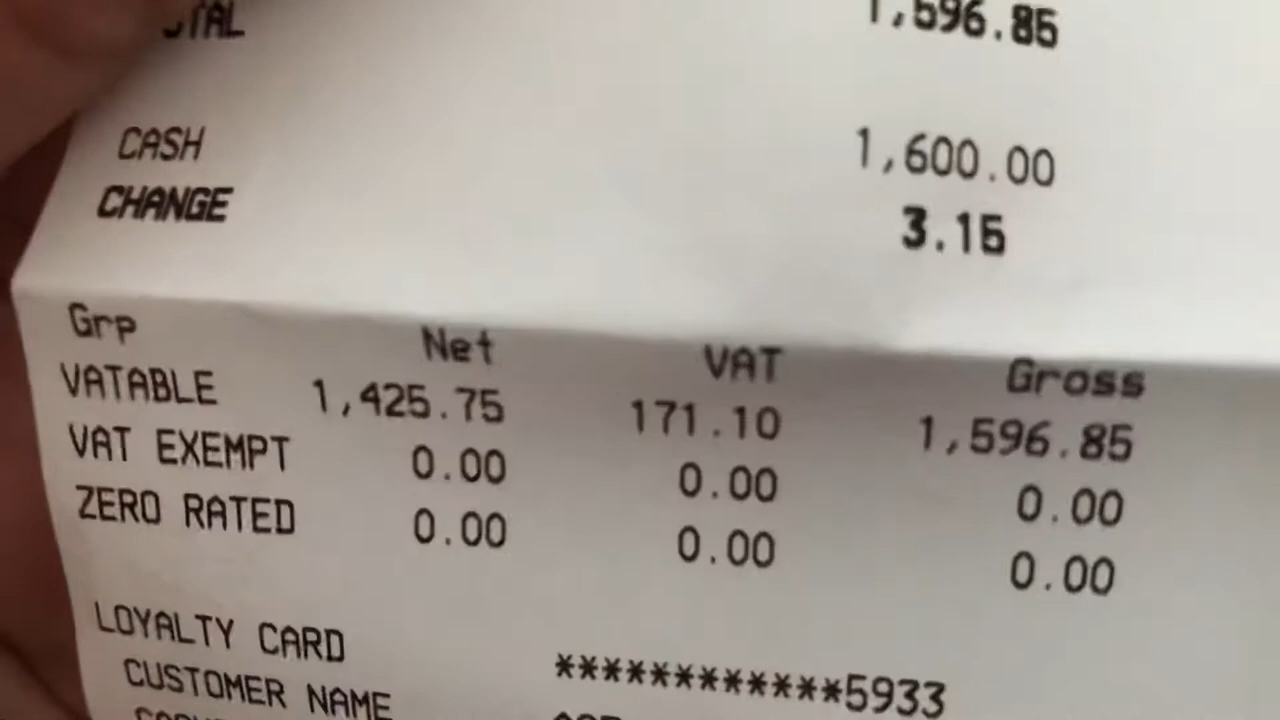 1,596.85
CASH 1,600.00
CHANGE 3.15
Grp Net VAT Gross
VATABLE 1,425.75 171.10 1,596.85
VAT EXEMPT 0.00 0.00 0.00
ZERO RATED 0.00 0.00 0.00
LOYALTY CARD ************5933
CUSTOMER NAME